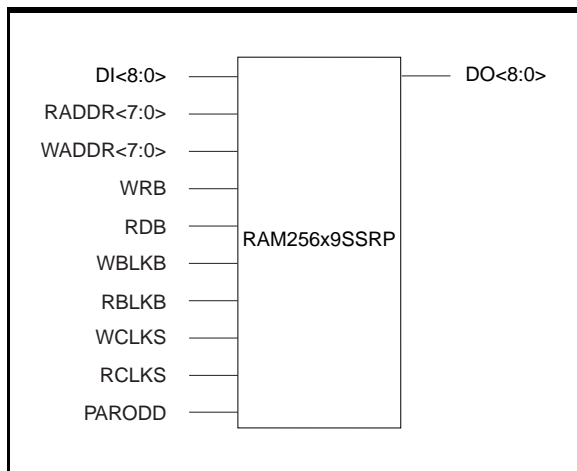 DI<8:0>
DO<8:0>
RADDR<7:0>
WADDR<7:0>
WRB
RDB
RAM256x9SSRP
WBLKB
RBLKB
WCLKS
RCLKS
PARODD